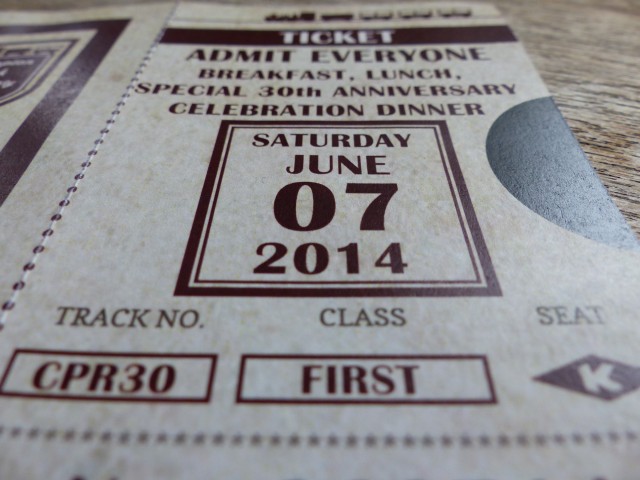 TICKET
ADMIT EVERYONE
BREAKFAST, LUNCH,
SPECIAL 30th ANNIVERSARY
CELEBRATION DINNER
SATURDAY
JUNE
07
2014
TRACK NO. CLASS SEAT
CPR30 FIRST K